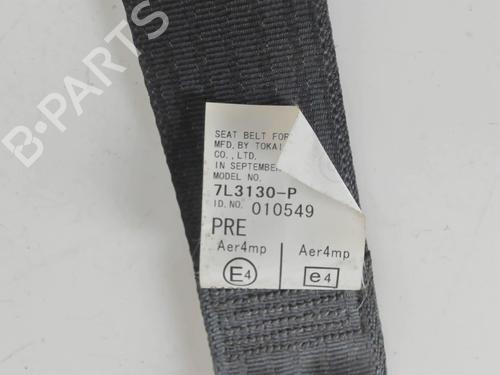 B-PARTS
SEAT BELT FOR
MFD. BY TOKAI
CO., LTD.
IN SEPTEMBER
MODEL NO.
7L3130-P
ID. NO. 010549
PRE
Aer4mp Aer4mp
E4 e4